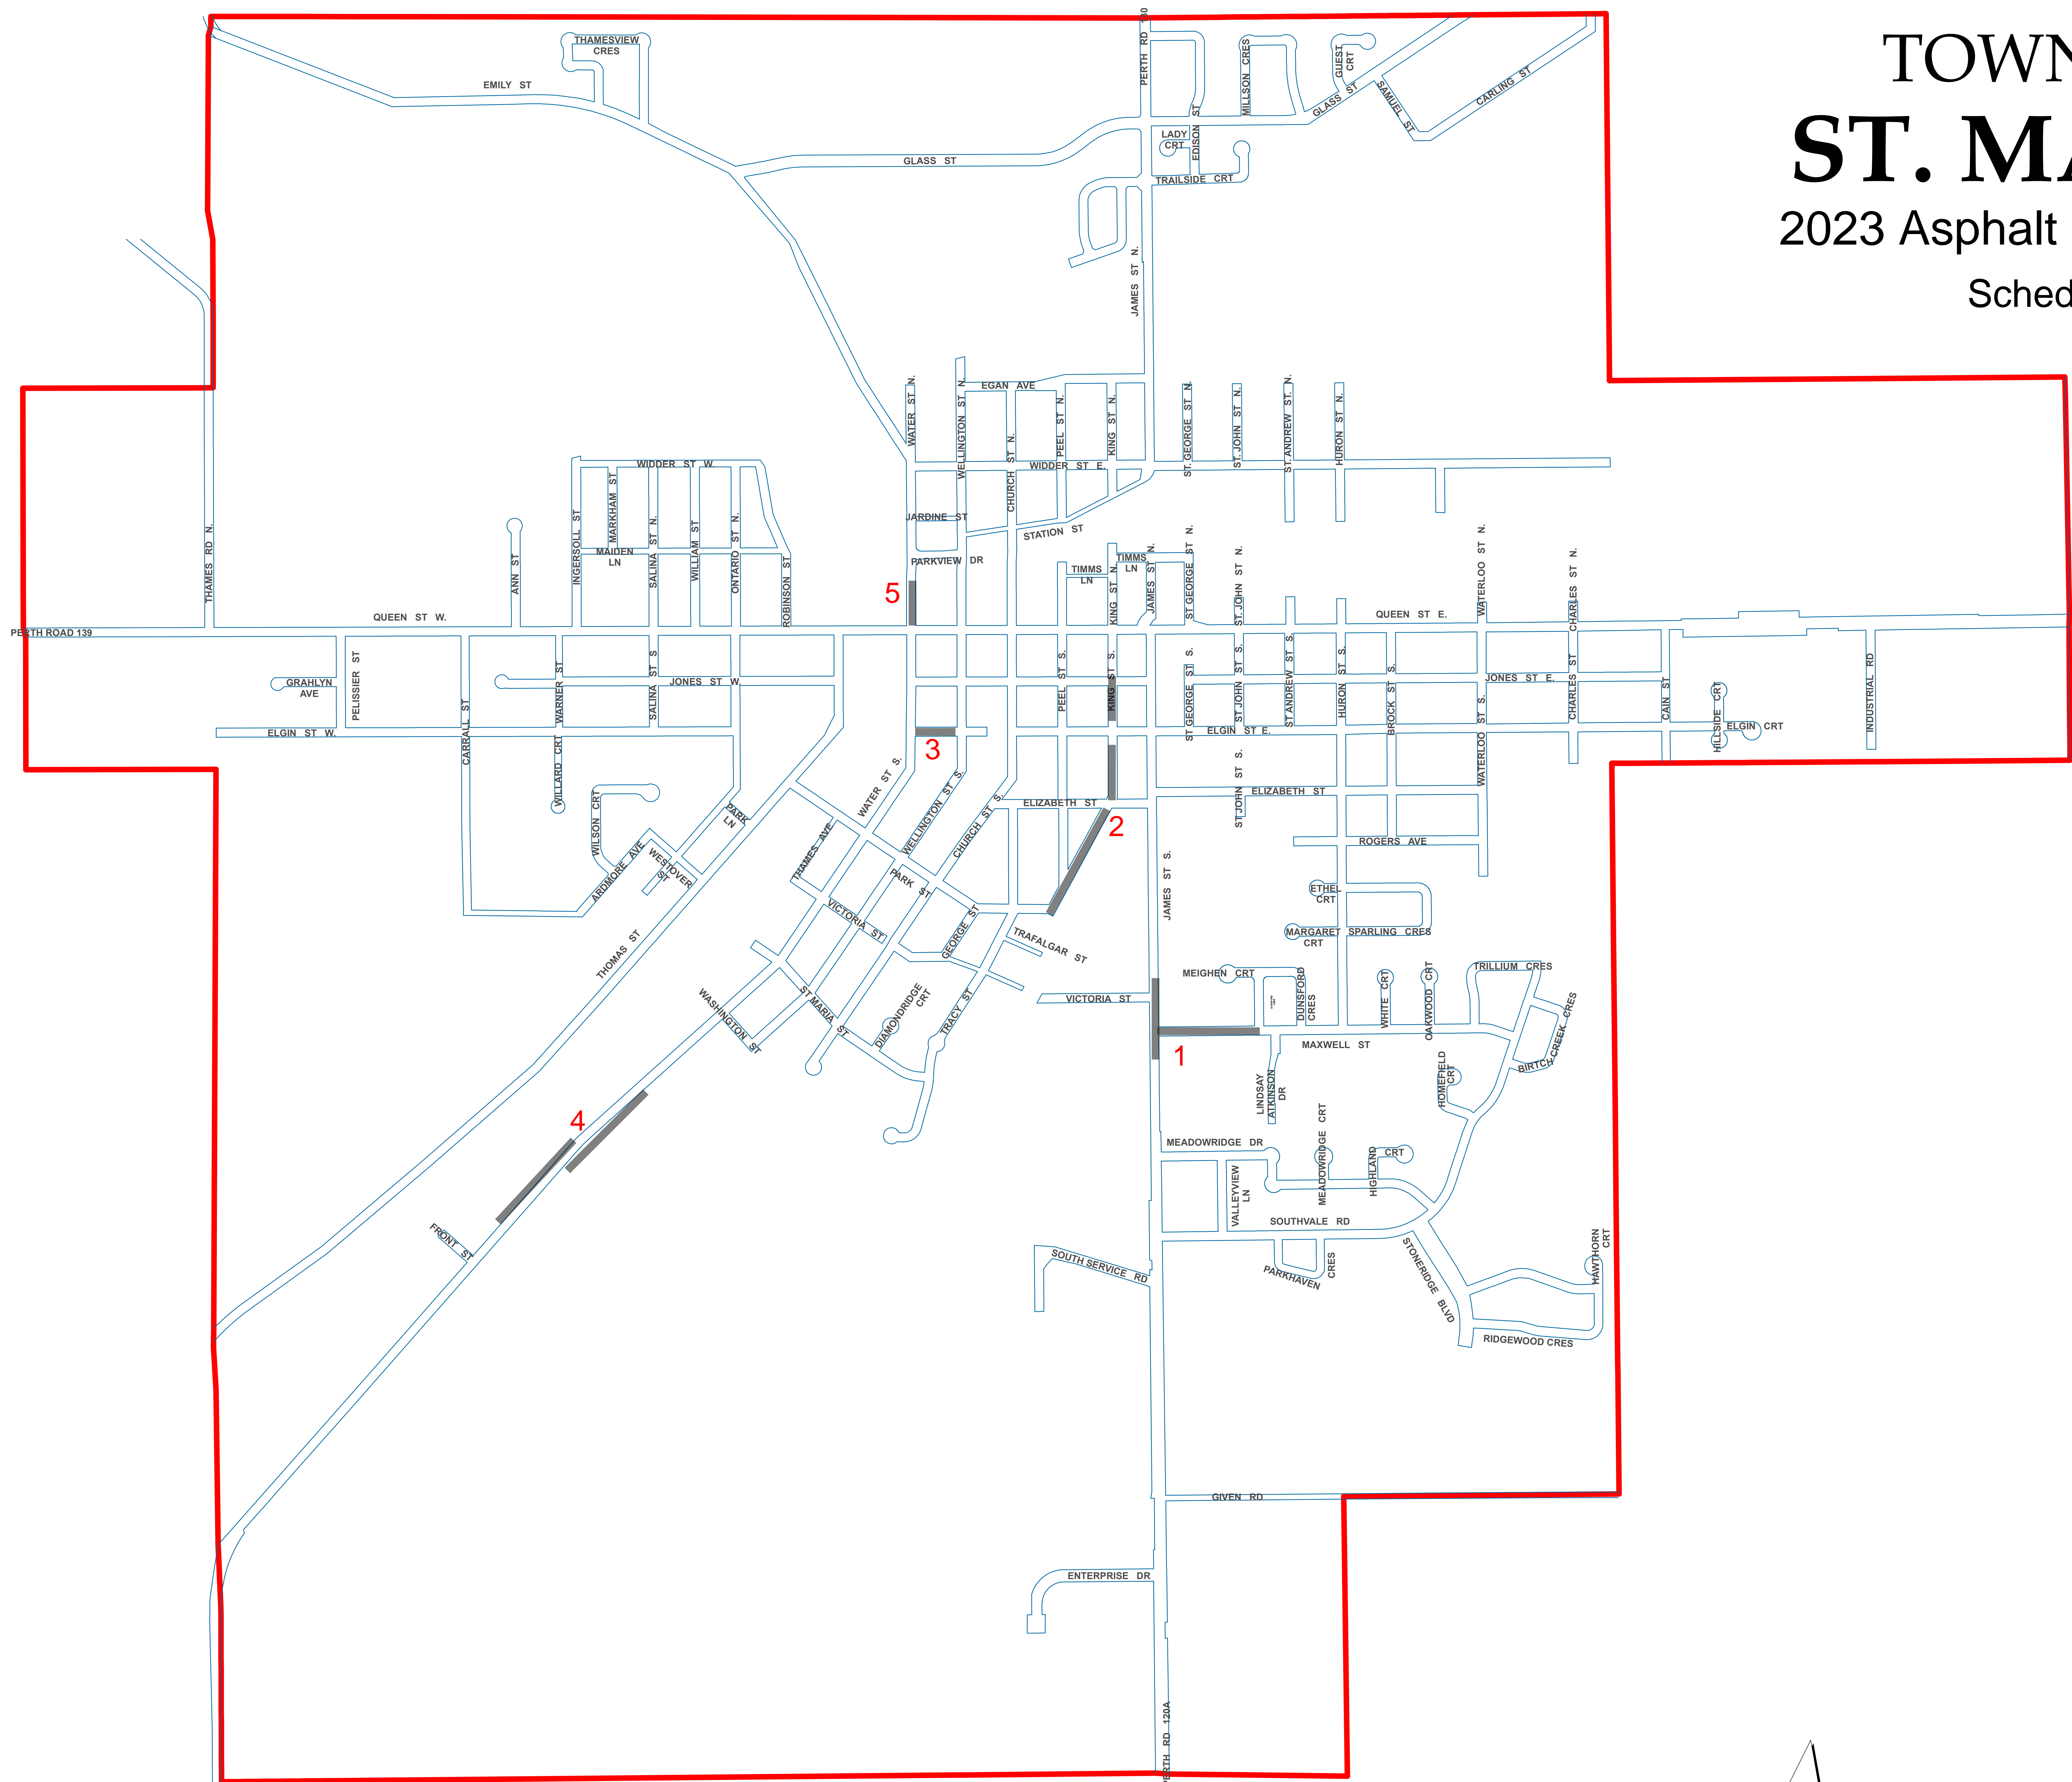 TOWN
ST. MA
2023 Asphalt
Sched
THAMESVIEW
CRES
EMILY ST
GLASS ST
PERTH RD 130
MILLSON CRES
GUEST
CRT
GLASS ST
SAMUEL ST
CARLING ST
LADY
CRT
EDISON ST
TRAILSIDE CRT
JAMES ST N.
EGAN AVE
WATER ST N.
WELLINGTON ST N.
CHURCH ST N.
PEEL ST N.
KING ST N.
ST. GEORGE ST N.
ST. JOHN ST N.
ST. ANDREW ST. N.
HURON ST N.
WIDDER ST W.
WIDDER ST E.
THAMES RD N.
ANN ST
INGERSOLL ST
MARKHAM ST
MAIDEN
LN
SALINA ST N.
WILLIAM ST
ONTARIO ST N.
ROBINSON ST
JARDINE ST
STATION ST
PARKVIEW DR
TIMMS
LN
TIMMS
LN
KING ST N.
JAMES ST N.
ST GEORGE ST N.
ST. JOHN ST N.
WATERLOO ST N.
CHARLES ST N.
5
QUEEN ST W.
QUEEN ST E.
PERTH ROAD 139
GRAHLYN
AVE
PELISSIER ST
CARRALL ST
WARNER ST
SALINA ST S
JONES ST W.
ELGIN ST W.
WILLARD CRT
WILSON CRT
ARDMORE AVE
WESTOVER
ST
PARK
LN
3
PEEL ST S.
KING ST S.
ST GEORGE ST S.
ST JOHN ST S.
ST ANDREW ST S.
HURON ST S.
BROCK ST S.
WATERLOO ST S.
JONES ST E.
CHARLES ST
CAIN ST
HILLSIDE CRT
ELGIN CRT
INDUSTRIAL RD
ELGIN ST E.
ST JOHN ST S.
ELIZABETH ST
ELIZABETH ST
WATER ST S.
WELLINGTON ST S.
CHURCH ST S.
2
THAMES AVE
PARK ST
VICTORIA ST
GEORGE ST
TRAFALGAR ST
JAMES ST S.
ROGERS AVE
ETHEL
CRT
MARGARET SPARLING CRES
CRT
THOMAS ST
WASHINGTON ST
ST MARIA ST
DIAMONDRIDGE
CRT
TRACY ST
VICTORIA ST
MEIGHEN CRT
DUNSFORD
CRES
WHITE CRT
OAKWOOD CRT
TRILLIUM CRES
1
MAXWELL ST
BIRTCH CREEK CRES
LINDSAY
ATKINSON
DR
HOMEFIELD
CRT
4
MEADOWRIDGE DR
MEADOWRIDGE CRT
HIGHLAND CRT
VALLEYVIEW
LN
FRONT ST
SOUTHVALE RD
SOUTH SERVICE RD
PARKHAVEN CRES
STONERIDGE BLVD
HAWTHORN
CRT
RIDGEWOOD CRES
GIVEN RD
ENTERPRISE DR
PERTH RD 120A